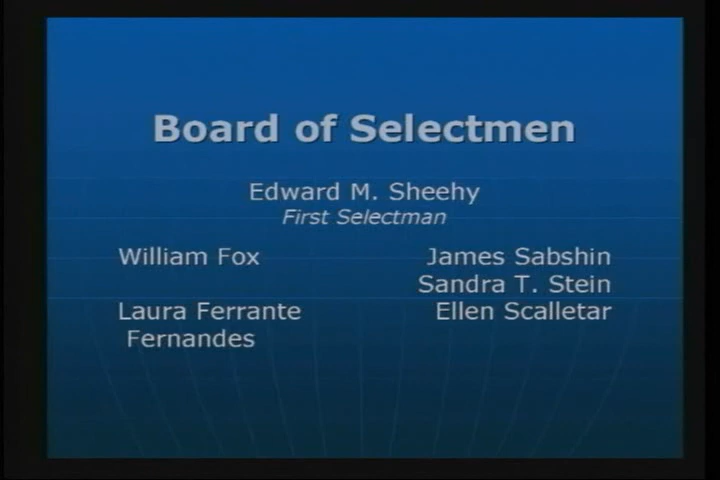 Board of Selectmen
Edward M. Sheehy
First Selectman
William Fox
James Sabshin
Sandra T. Stein
Laura Ferrante
Fernandes
Ellen Scalletar